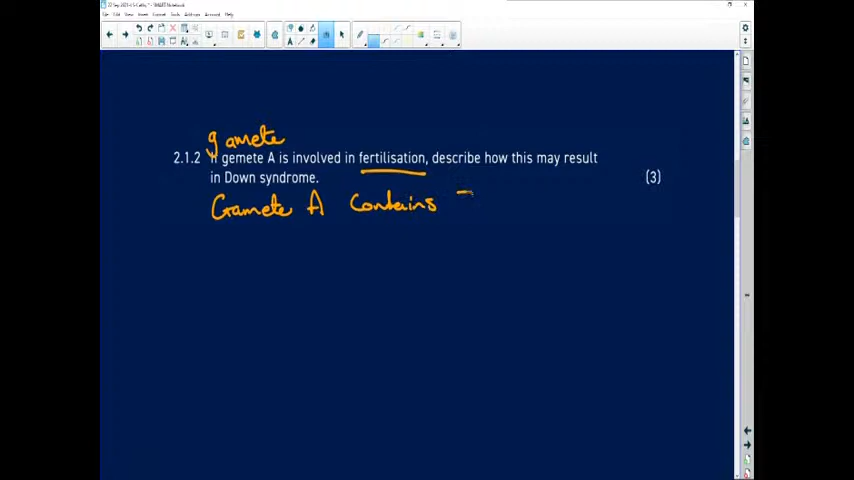 gamete
2.1.2 If gemete A is involved in fertilisation, describe how this may result
in Down syndrome. (3)
Gamete A Contains